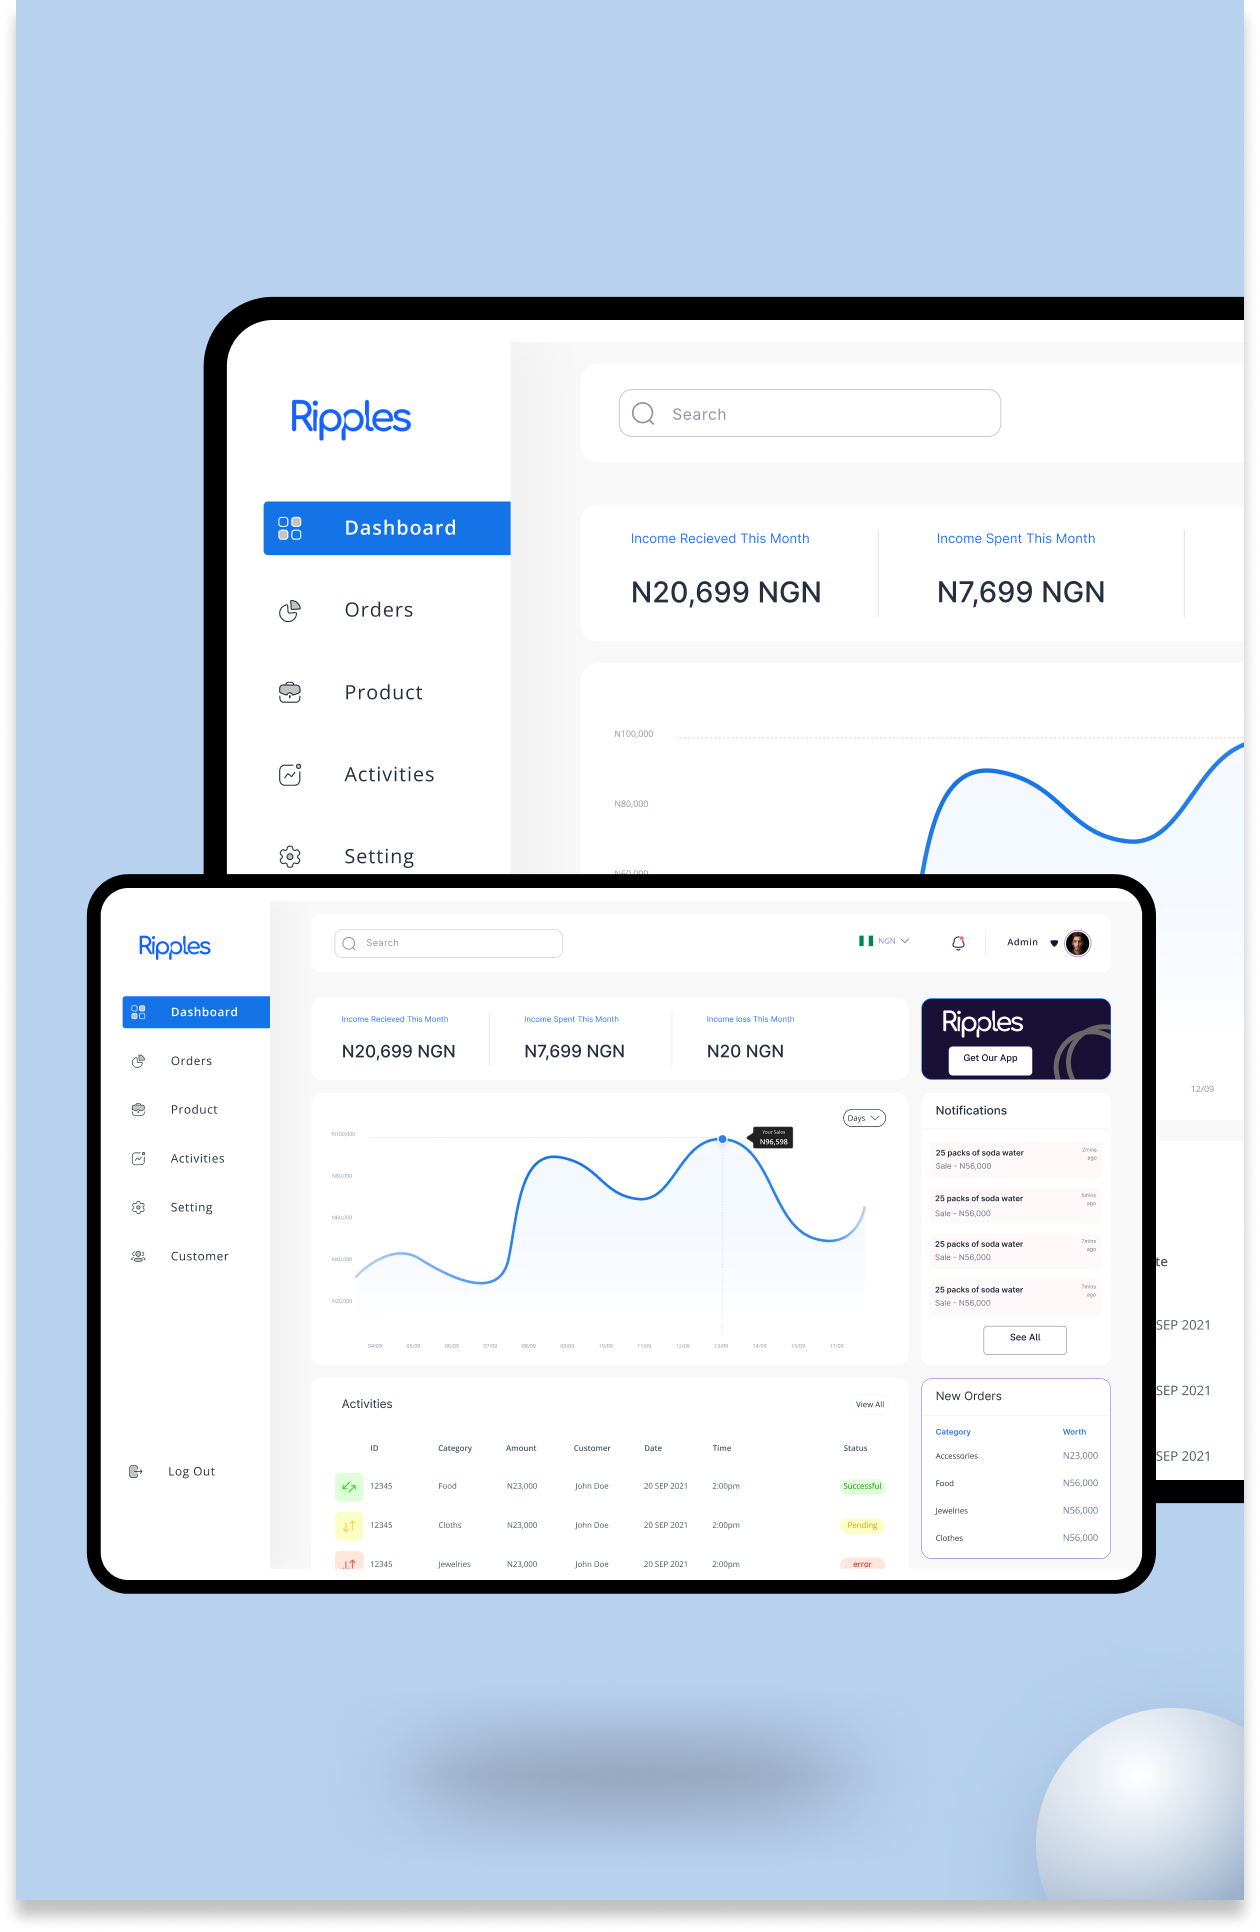 Ripples
Search
Dashboard
Income Recieved This Month
Income Spent This Month
N20,699 NGN
N7,699 NGN
Orders
Product
N100,000
Activities
N80,000
Setting
N60,000
12/09
te
SEP 2021
SEP 2021
SEP 2021
Ripples
Search
NGN
Admin
Dashboard
Orders
Product
Activities
Setting
Customer
Log Out
Income Recieved This Month
N20,699 NGN
Income Spent This Month
N7,699 NGN
Income loss This Month
N20 NGN
Ripples
Get Our App
Days
Your Sales
N96,598
N100,000
N80,000
N60,000
N40,000
N20,000
04/09 05/09 06/09 07/09 08/09 09/09 10/09 11/09 12/09 13/09 14/09 15/09 17/09
Notifications
25 packs of soda water
Sale - N56,000
2mins
ago
25 packs of soda water
Sale - N56,000
5mins
ago
25 packs of soda water
Sale - N56,000
7mins
ago
25 packs of soda water
Sale - N56,000
7mins
ago
See All
Activities
View All
ID Category Amount Customer Date Time Status
12345 Food N23,000 John Doe 20 SEP 2021 2:00pm Successful
12345 Cloths N23,000 John Doe 20 SEP 2021 2:00pm Pending
12345 Jewelries N23,000 John Doe 20 SEP 2021 2:00pm error
New Orders
Category Worth
Accessories N23,000
Food N56,000
Jewelries N56,000
Clothes N56,000